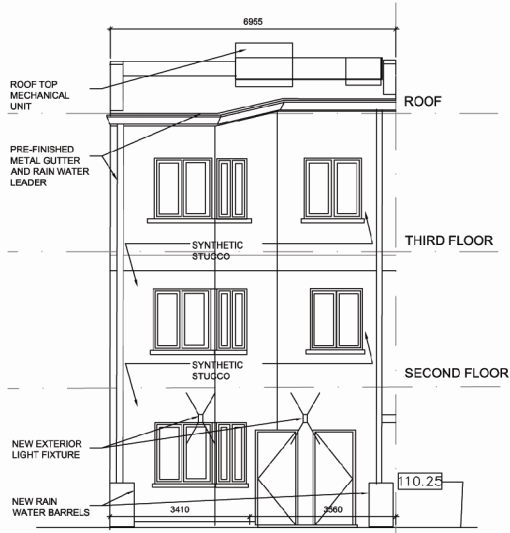 6955
ROOF TOP
MECHANICAL
UNIT
ROOF
PRE-FINISHED
METAL GUTTER
AND RAIN WATER
LEADER
SYNTHETIC
STUCCO
THIRD FLOOR
SYNTHETIC
STUCCO
SECOND FLOOR
NEW EXTERIOR
LIGHT FIXTURE
110.25
NEW RAIN
WATER BARRELS
3410
3560